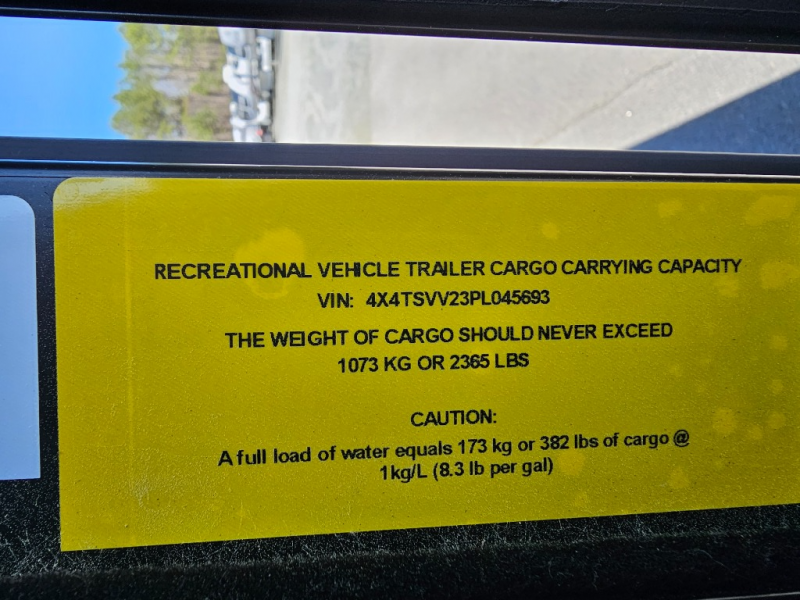 RECREATIONAL VEHICLE TRAILER CARGO CARRYING CAPACITY
VIN: 4X4TSVV23PL045693
THE WEIGHT OF CARGO SHOULD NEVER EXCEED
1073 KG OR 2365 LBS
CAUTION:
A full load of water equals 173 kg or 382 lbs of cargo @
1kg/L (8.3 lb per gal)